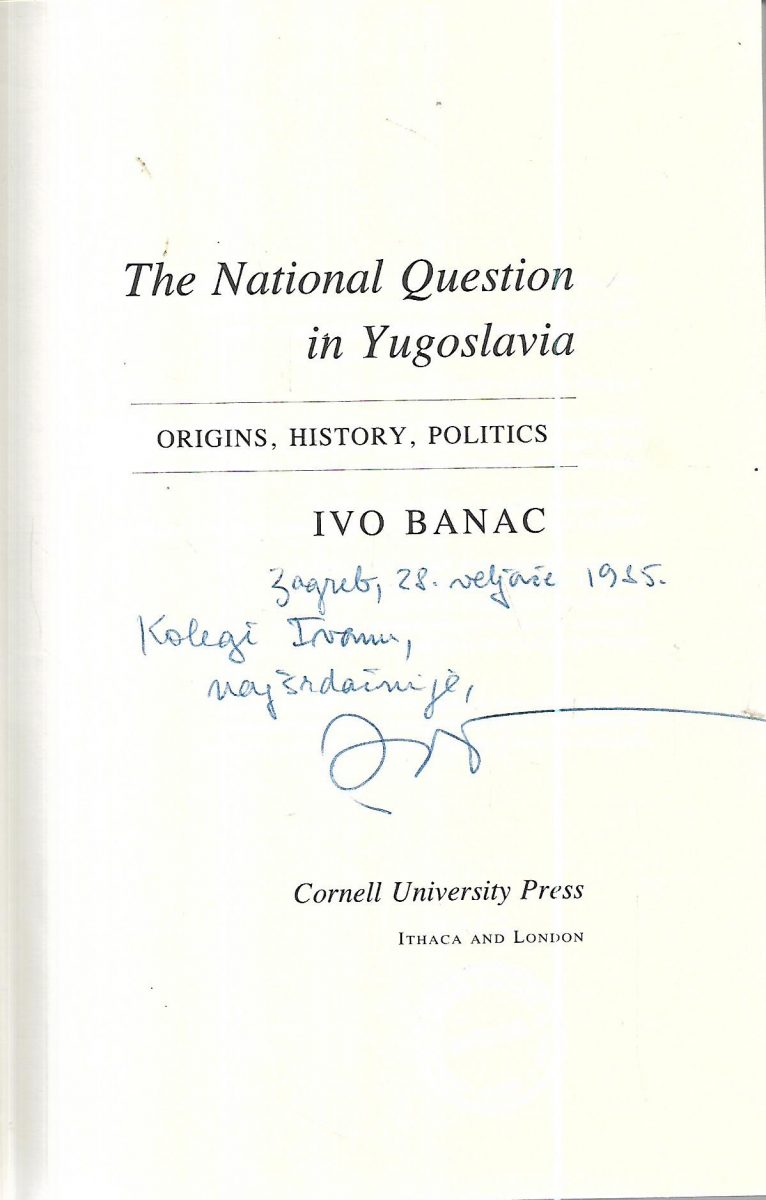 The National Question
in Yugoslavia
ORIGINS, HISTORY, POLITICS
IVO BANAC
Zagreb, 28. veljače 1985.
Kolegi Ivanu,
najsrdačnije,
Cornell University Press
ITHACA AND LONDON